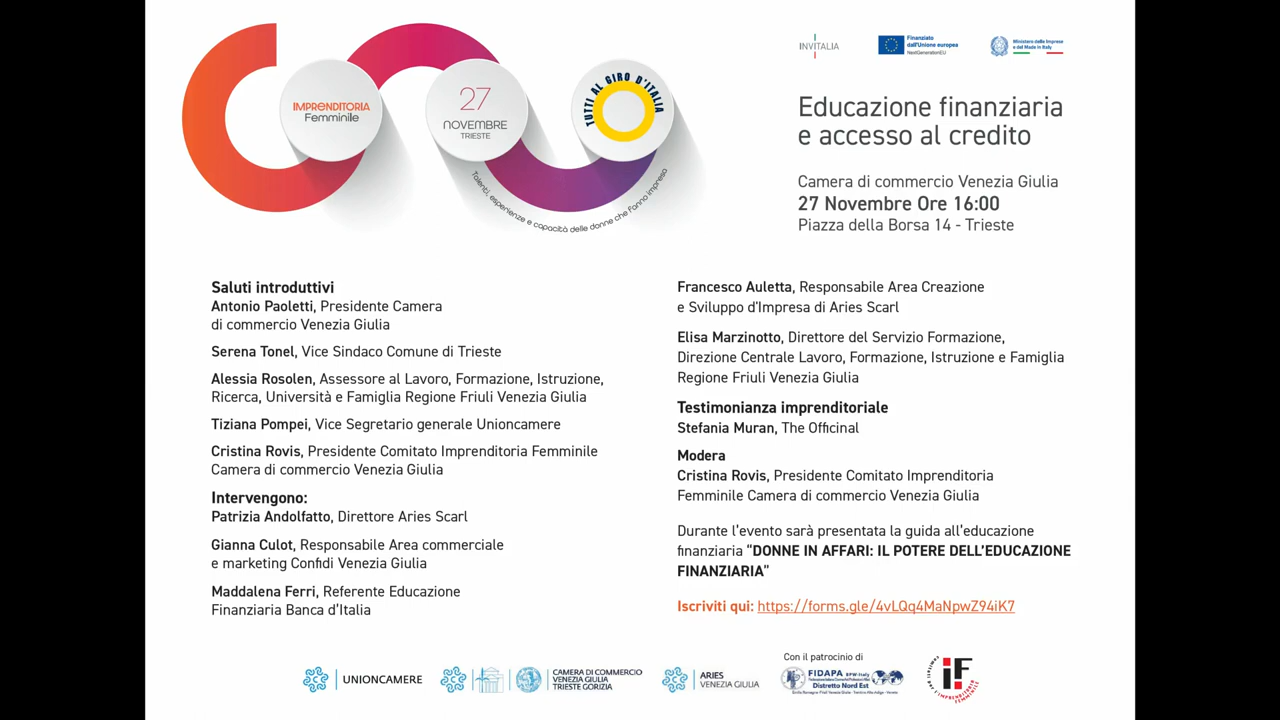 IMPRENDITORIA
Femminile
27
NOVEMBRE
TRIESTE
TUTTI AL GIRO D'ITALIA
Talenti, esperienze e capacità delle donne che fanno impresa
INVITALIA
Finanziato
dall'Unione europea
NextGenerationEU
Ministero delle Imprese
e del Made in Italy
Educazione finanziaria
e accesso al credito
Camera di commercio Venezia Giulia
27 Novembre Ore 16:00
Piazza della Borsa 14 - Trieste
Saluti introduttivi
Antonio Paoletti, Presidente Camera
di commercio Venezia Giulia
Serena Tonel, Vice Sindaco Comune di Trieste
Alessia Rosolen, Assessore al Lavoro, Formazione, Istruzione,
Ricerca, Università e Famiglia Regione Friuli Venezia Giulia
Tiziana Pompei, Vice Segretario generale Unioncamere
Cristina Rovis, Presidente Comitato Imprenditoria Femminile
Camera di commercio Venezia Giulia
Intervengono:
Patrizia Andolfatto, Direttore Aries Scarl
Gianna Culot, Responsabile Area commerciale
e marketing Confidi Venezia Giulia
Maddalena Ferri, Referente Educazione
Finanziaria Banca d'Italia
Francesco Auletta, Responsabile Area Creazione
e Sviluppo d'Impresa di Aries Scarl
Elisa Marzinotto, Direttore del Servizio Formazione,
Direzione Centrale Lavoro, Formazione, Istruzione e Famiglia
Regione Friuli Venezia Giulia
Testimonianza imprenditoriale
Stefania Muran, The Officinal
Modera
Cristina Rovis, Presidente Comitato Imprenditoria
Femminile Camera di commercio Venezia Giulia
Durante l'evento sarà presentata la guida all'educazione
finanziaria "DONNE IN AFFARI: IL POTERE DELL'EDUCAZIONE
FINANZIARIA"
Iscriviti qui: https://forms.gle/4vLQq4MaNpwZ94iK7
UNIONCAMERE
CAMERA DI COMMERCIO
VENEZIA GIULIA
TRIESTE GORIZIA
ARIES
VENEZIA GIULIA
Con il patrocinio di
FIDAPA BPW-Italy
Distretto Nord Est
iF